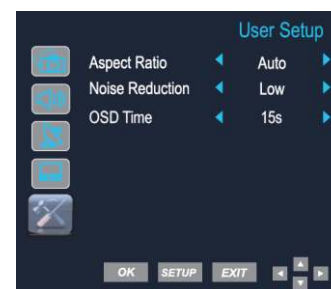 User Setup
Aspect Ratio Auto
Noise Reduction Low
OSD Time 15s
OK SETUP EXIT